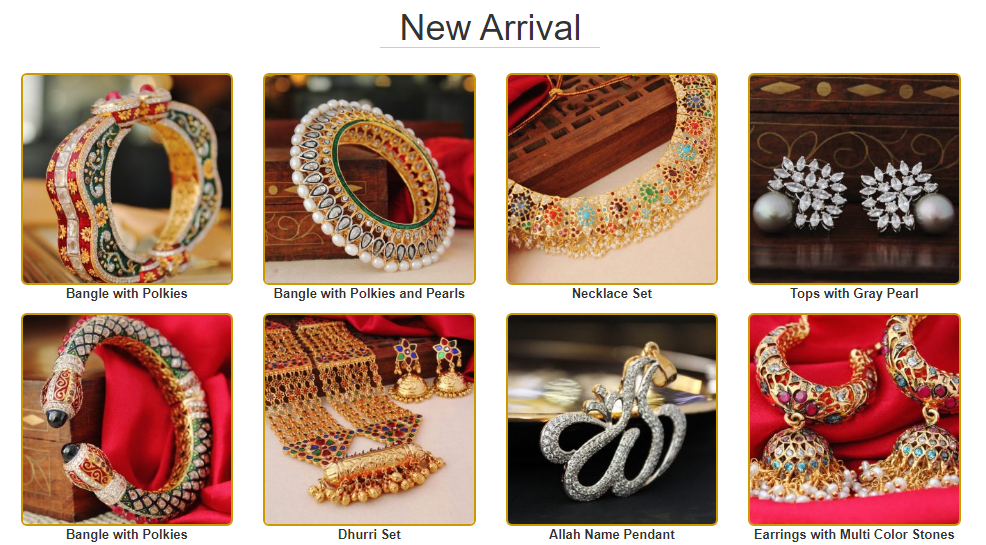 New Arrival
Bangle with Polkies
Bangle with Polkies and Pearls
Necklace Set
Tops with Gray Pearl
Bangle with Polkies
Dhurri Set
Allah Name Pendant
Earrings with Multi Color Stones